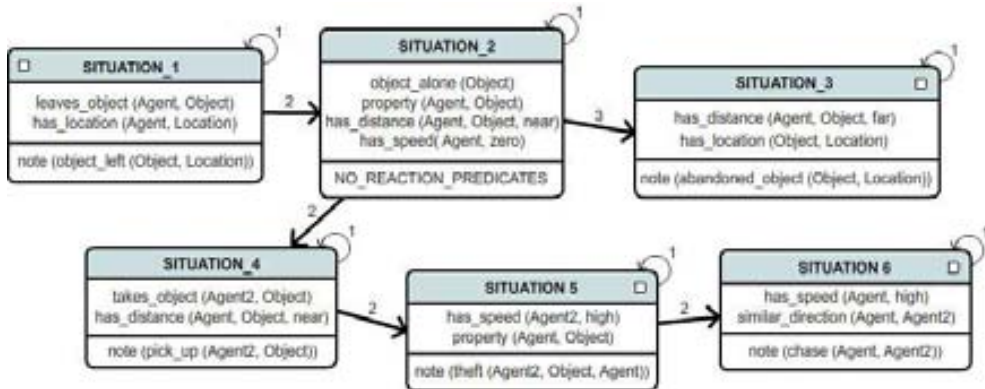 1
SITUATION_1
leaves_object (Agent, Object)
has_location (Agent, Location)
note (object_left (Object, Location))
2
1
SITUATION_2
object_alone (Object)
property (Agent, Object)
has_distance (Agent, Object, near)
has_speed( Agent, zero)
NO_REACTION_PREDICATES
3
1
SITUATION_3
has_distance (Agent, Object, far)
has_location (Object, Location)
note (abandoned_object (Object, Location))
2
1
SITUATION_4
takes_object (Agent2, Object)
has_distance (Agent, Object, near)
note (pick_up (Agent2, Object))
2
1
SITUATION 5
has_speed (Agent2, high)
property (Agent, Object)
note (theft (Agent2, Object, Agent))
2
1
SITUATION 6
has_speed (Agent, high)
similar_direction (Agent, Agent2)
note (chase (Agent, Agent2))